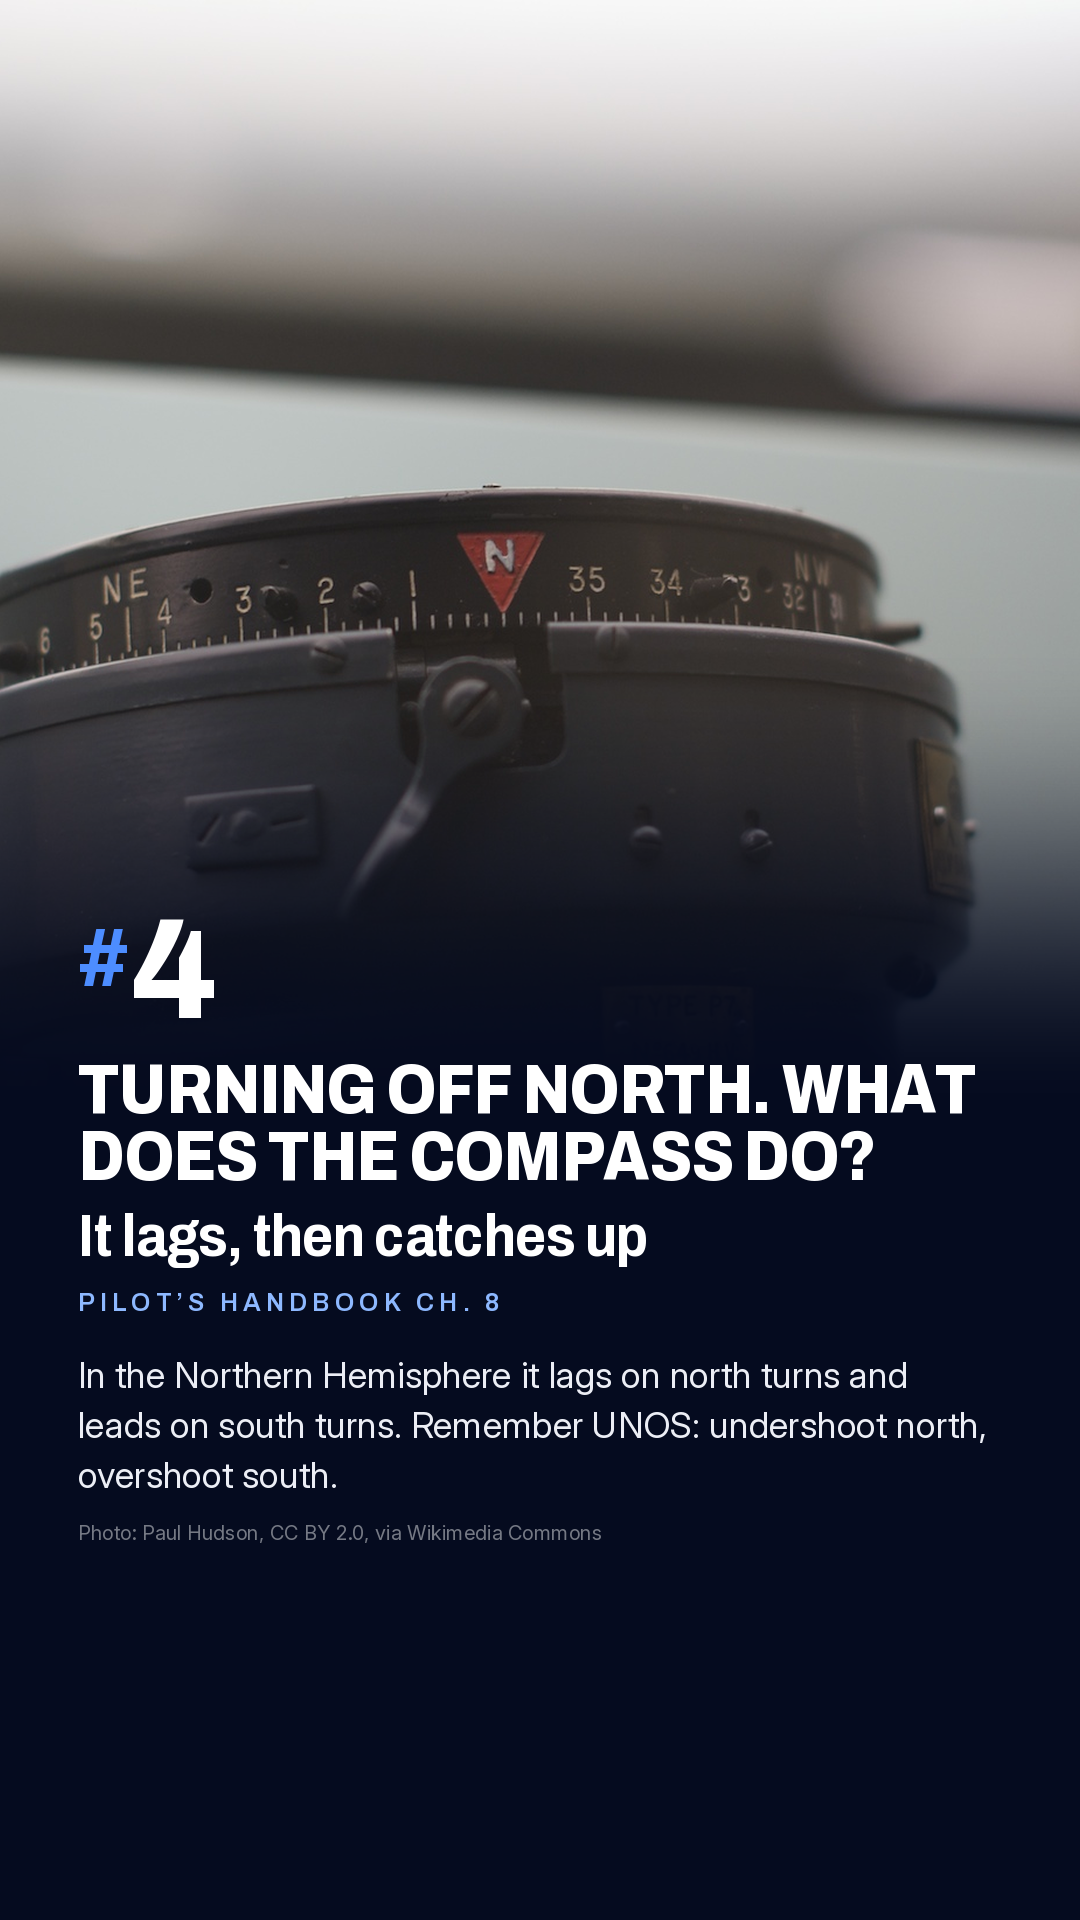 NE N 35 34 3 NW
6 5 4 3 2 1 32 31
#4
TURNING OFF NORTH. WHAT
DOES THE COMPASS DO?
It lags, then catches up
PILOT’S HANDBOOK CH. 8
In the Northern Hemisphere it lags on north turns and
leads on south turns. Remember UNOS: undershoot north,
overshoot south.
Photo: Paul Hudson, CC BY 2.0, via Wikimedia Commons